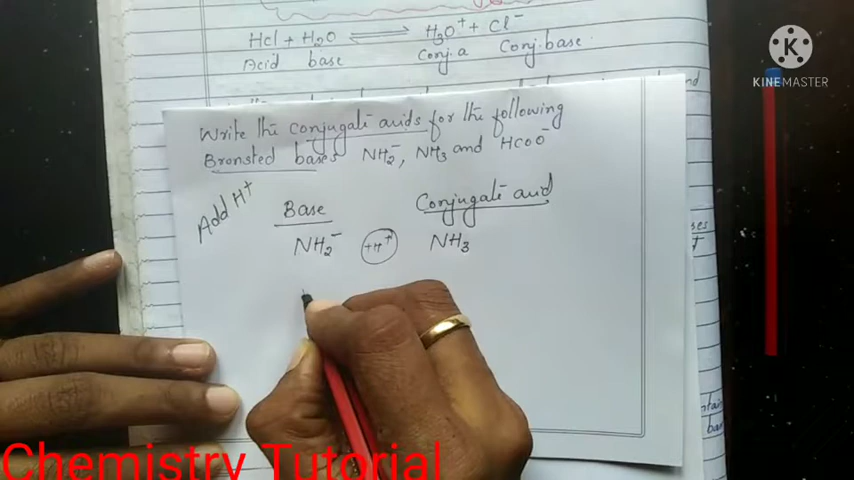 Hcl + H2O ⇌ H3O+ + Cl-
Acid base conj.a conj.base.
KINEMASTER
Write the conjugate acids for the following
Bronsted bases NH2-, NH3 and HCOO-
Add H+
Base Conjugate acid
NH2- +H+ NH3
Chemistry Tutorial